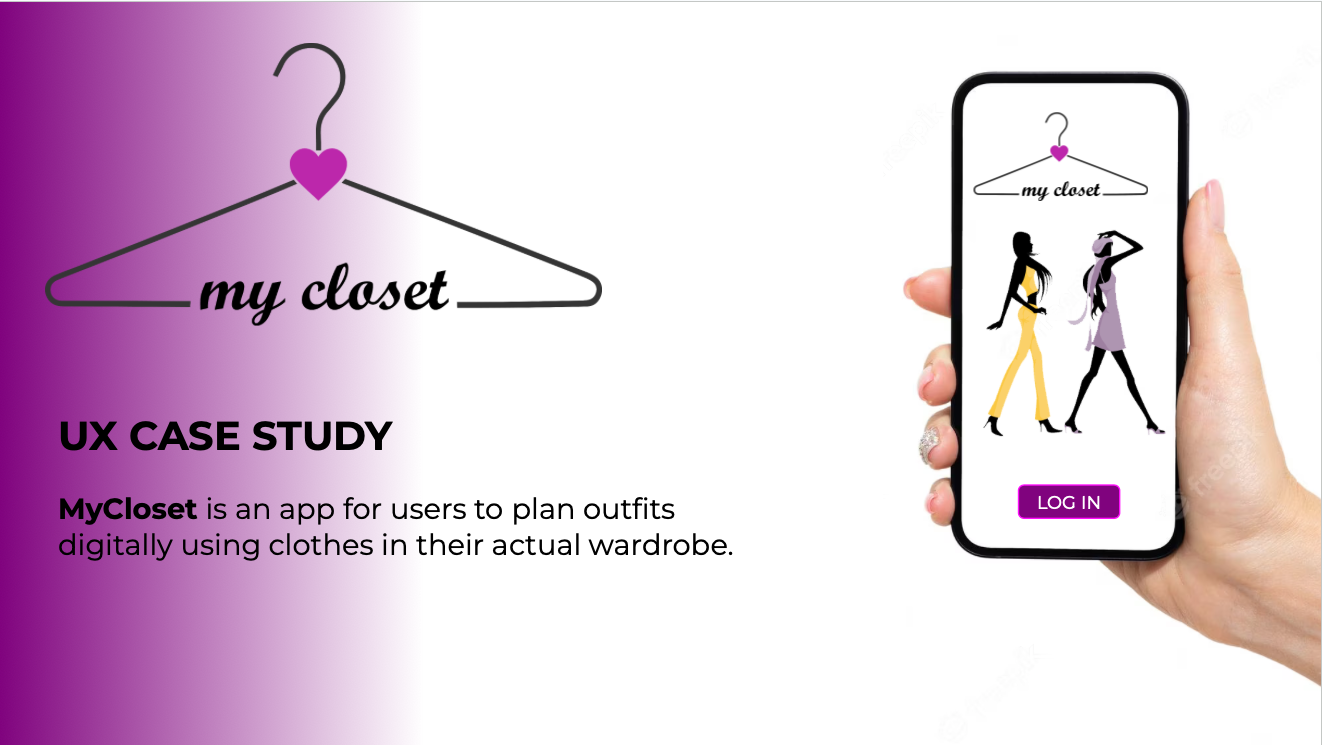 my closet
UX CASE STUDY
MyCloset is an app for users to plan outfits
digitally using clothes in their actual wardrobe.
my closet
LOG IN
freepik